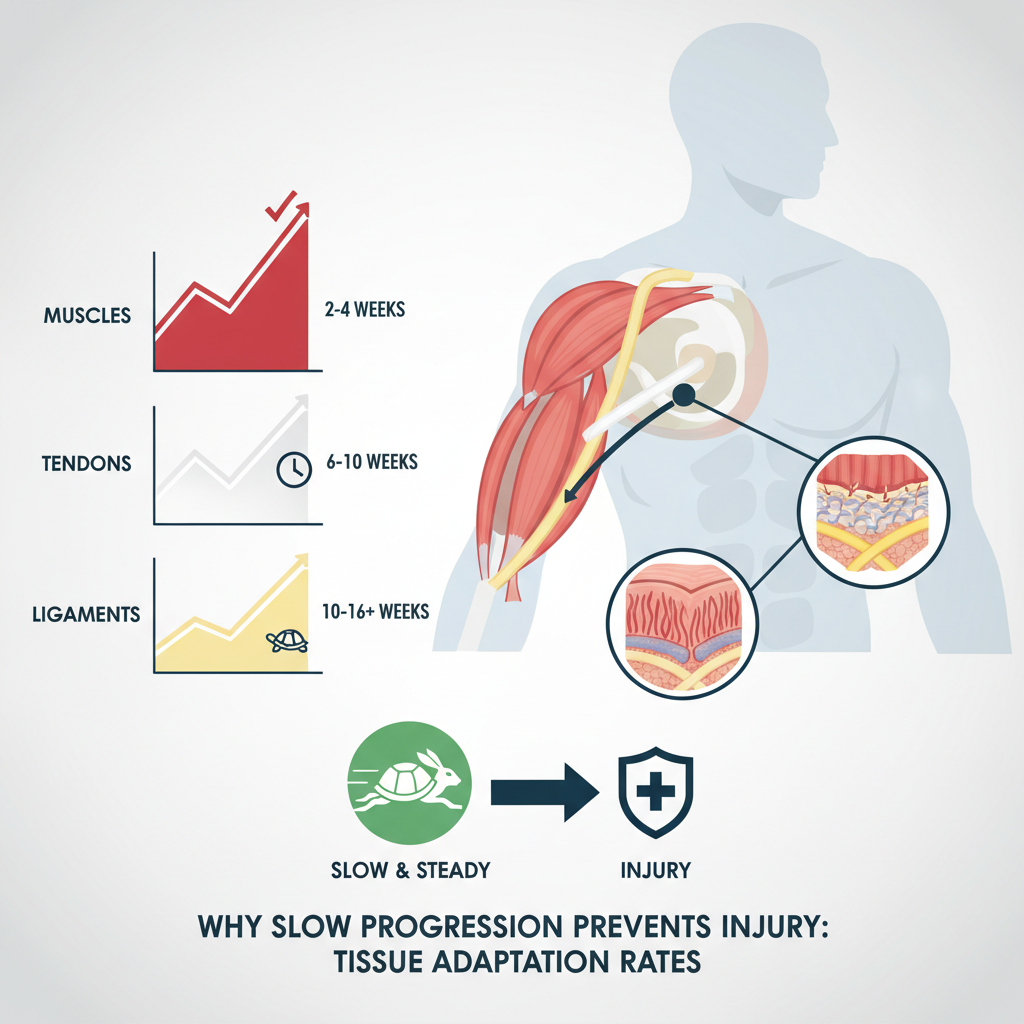 MUSCLES
2-4 WEEKS
TENDONS
6-10 WEEKS
LIGAMENTS
10-16+ WEEKS
SLOW & STEADY
INJURY
WHY SLOW PROGRESSION PREVENTS INJURY:
TISSUE ADAPTATION RATES